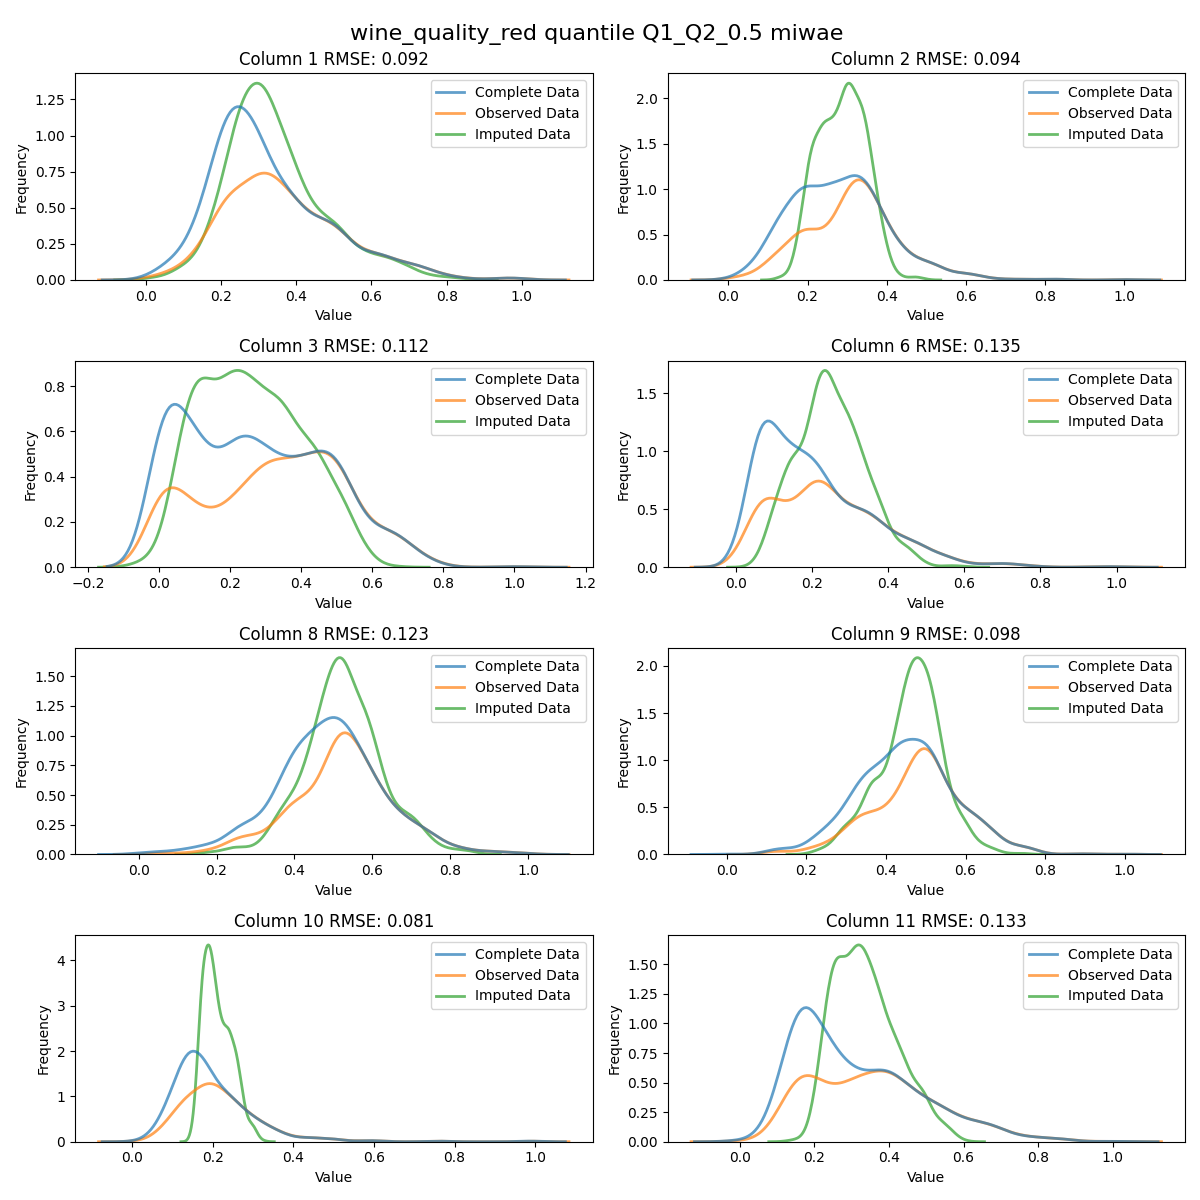 wine_quality_red quantile Q1_Q2_0.5 miwae
Column 1 RMSE: 0.092
Frequency
1.25
1.00
0.75
0.50
0.25
0.00
0.0 0.2 0.4 0.6 0.8 1.0
Value
Complete Data
Observed Data
Imputed Data
Column 2 RMSE: 0.094
Frequency
2.0
1.5
1.0
0.5
0.0
0.0 0.2 0.4 0.6 0.8 1.0
Value
Complete Data
Observed Data
Imputed Data
Column 3 RMSE: 0.112
Frequency
0.8
0.6
0.4
0.2
0.0
−0.2 0.0 0.2 0.4 0.6 0.8 1.0 1.2
Value
Complete Data
Observed Data
Imputed Data
Column 6 RMSE: 0.135
Frequency
1.5
1.0
0.5
0.0
0.0 0.2 0.4 0.6 0.8 1.0
Value
Complete Data
Observed Data
Imputed Data
Column 8 RMSE: 0.123
Frequency
1.50
1.25
1.00
0.75
0.50
0.25
0.00
0.0 0.2 0.4 0.6 0.8 1.0
Value
Complete Data
Observed Data
Imputed Data
Column 9 RMSE: 0.098
Frequency
2.0
1.5
1.0
0.5
0.0
0.0 0.2 0.4 0.6 0.8 1.0
Value
Complete Data
Observed Data
Imputed Data
Column 10 RMSE: 0.081
Frequency
4
3
2
1
0
0.0 0.2 0.4 0.6 0.8 1.0
Value
Complete Data
Observed Data
Imputed Data
Column 11 RMSE: 0.133
Frequency
1.50
1.25
1.00
0.75
0.50
0.25
0.00
0.0 0.2 0.4 0.6 0.8 1.0
Value
Complete Data
Observed Data
Imputed Data